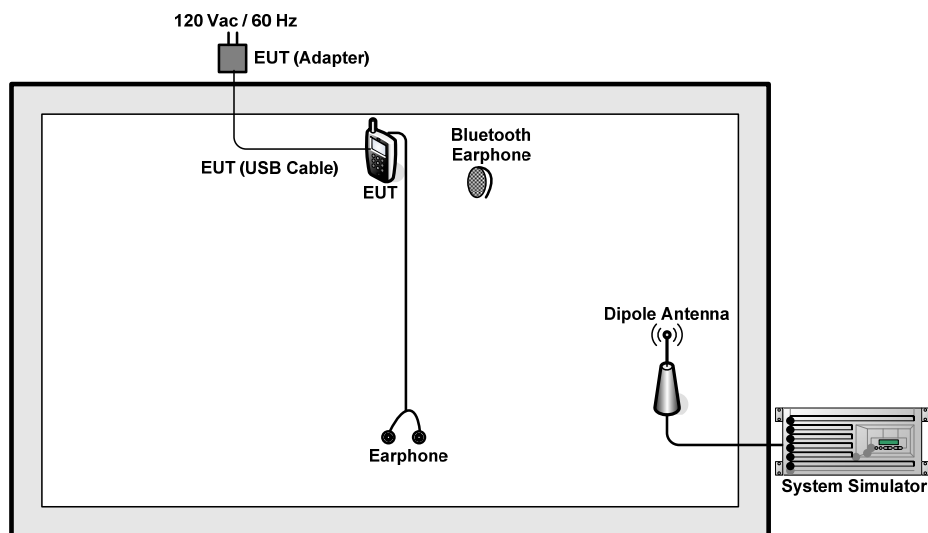 120 Vac / 60 Hz
EUT (Adapter)
EUT (USB Cable)
EUT
Bluetooth
Earphone
Dipole Antenna
Earphone
System Simulator